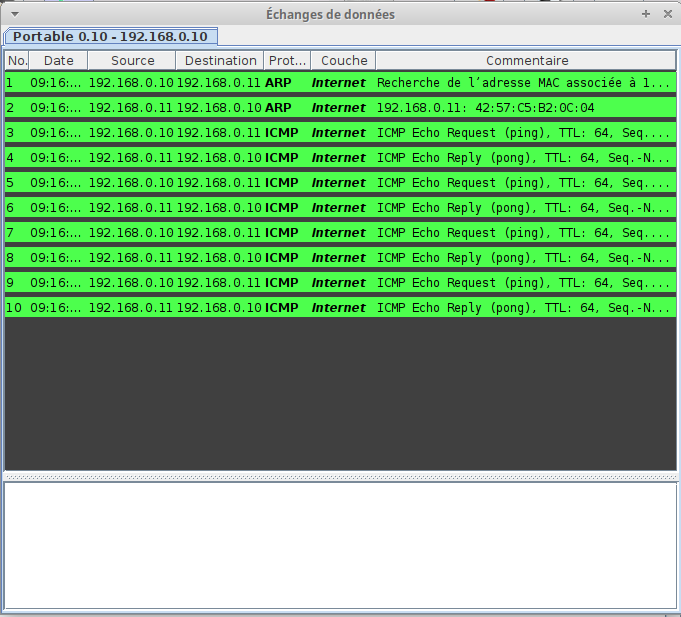 Échanges de données
Portable 0.10 - 192.168.0.10
No. Date Source Destination Prot... Couche Commentaire
1 09:16:... 192.168.0.10 192.168.0.11 ARP Internet Recherche de l'adresse MAC associée à 1...
2 09:16:... 192.168.0.11 192.168.0.10 ARP Internet 192.168.0.11: 42:57:C5:B2:0C:04
3 09:16:... 192.168.0.10 192.168.0.11 ICMP Internet ICMP Echo Request (ping), TTL: 64, Seq....
4 09:16:... 192.168.0.11 192.168.0.10 ICMP Internet ICMP Echo Reply (pong), TTL: 64, Seq.-N...
5 09:16:... 192.168.0.10 192.168.0.11 ICMP Internet ICMP Echo Request (ping), TTL: 64, Seq....
6 09:16:... 192.168.0.11 192.168.0.10 ICMP Internet ICMP Echo Reply (pong), TTL: 64, Seq.-N...
7 09:16:... 192.168.0.10 192.168.0.11 ICMP Internet ICMP Echo Request (ping), TTL: 64, Seq....
8 09:16:... 192.168.0.11 192.168.0.10 ICMP Internet ICMP Echo Reply (pong), TTL: 64, Seq.-N...
9 09:16:... 192.168.0.10 192.168.0.11 ICMP Internet ICMP Echo Request (ping), TTL: 64, Seq....
10 09:16:... 192.168.0.11 192.168.0.10 ICMP Internet ICMP Echo Reply (pong), TTL: 64, Seq.-N...